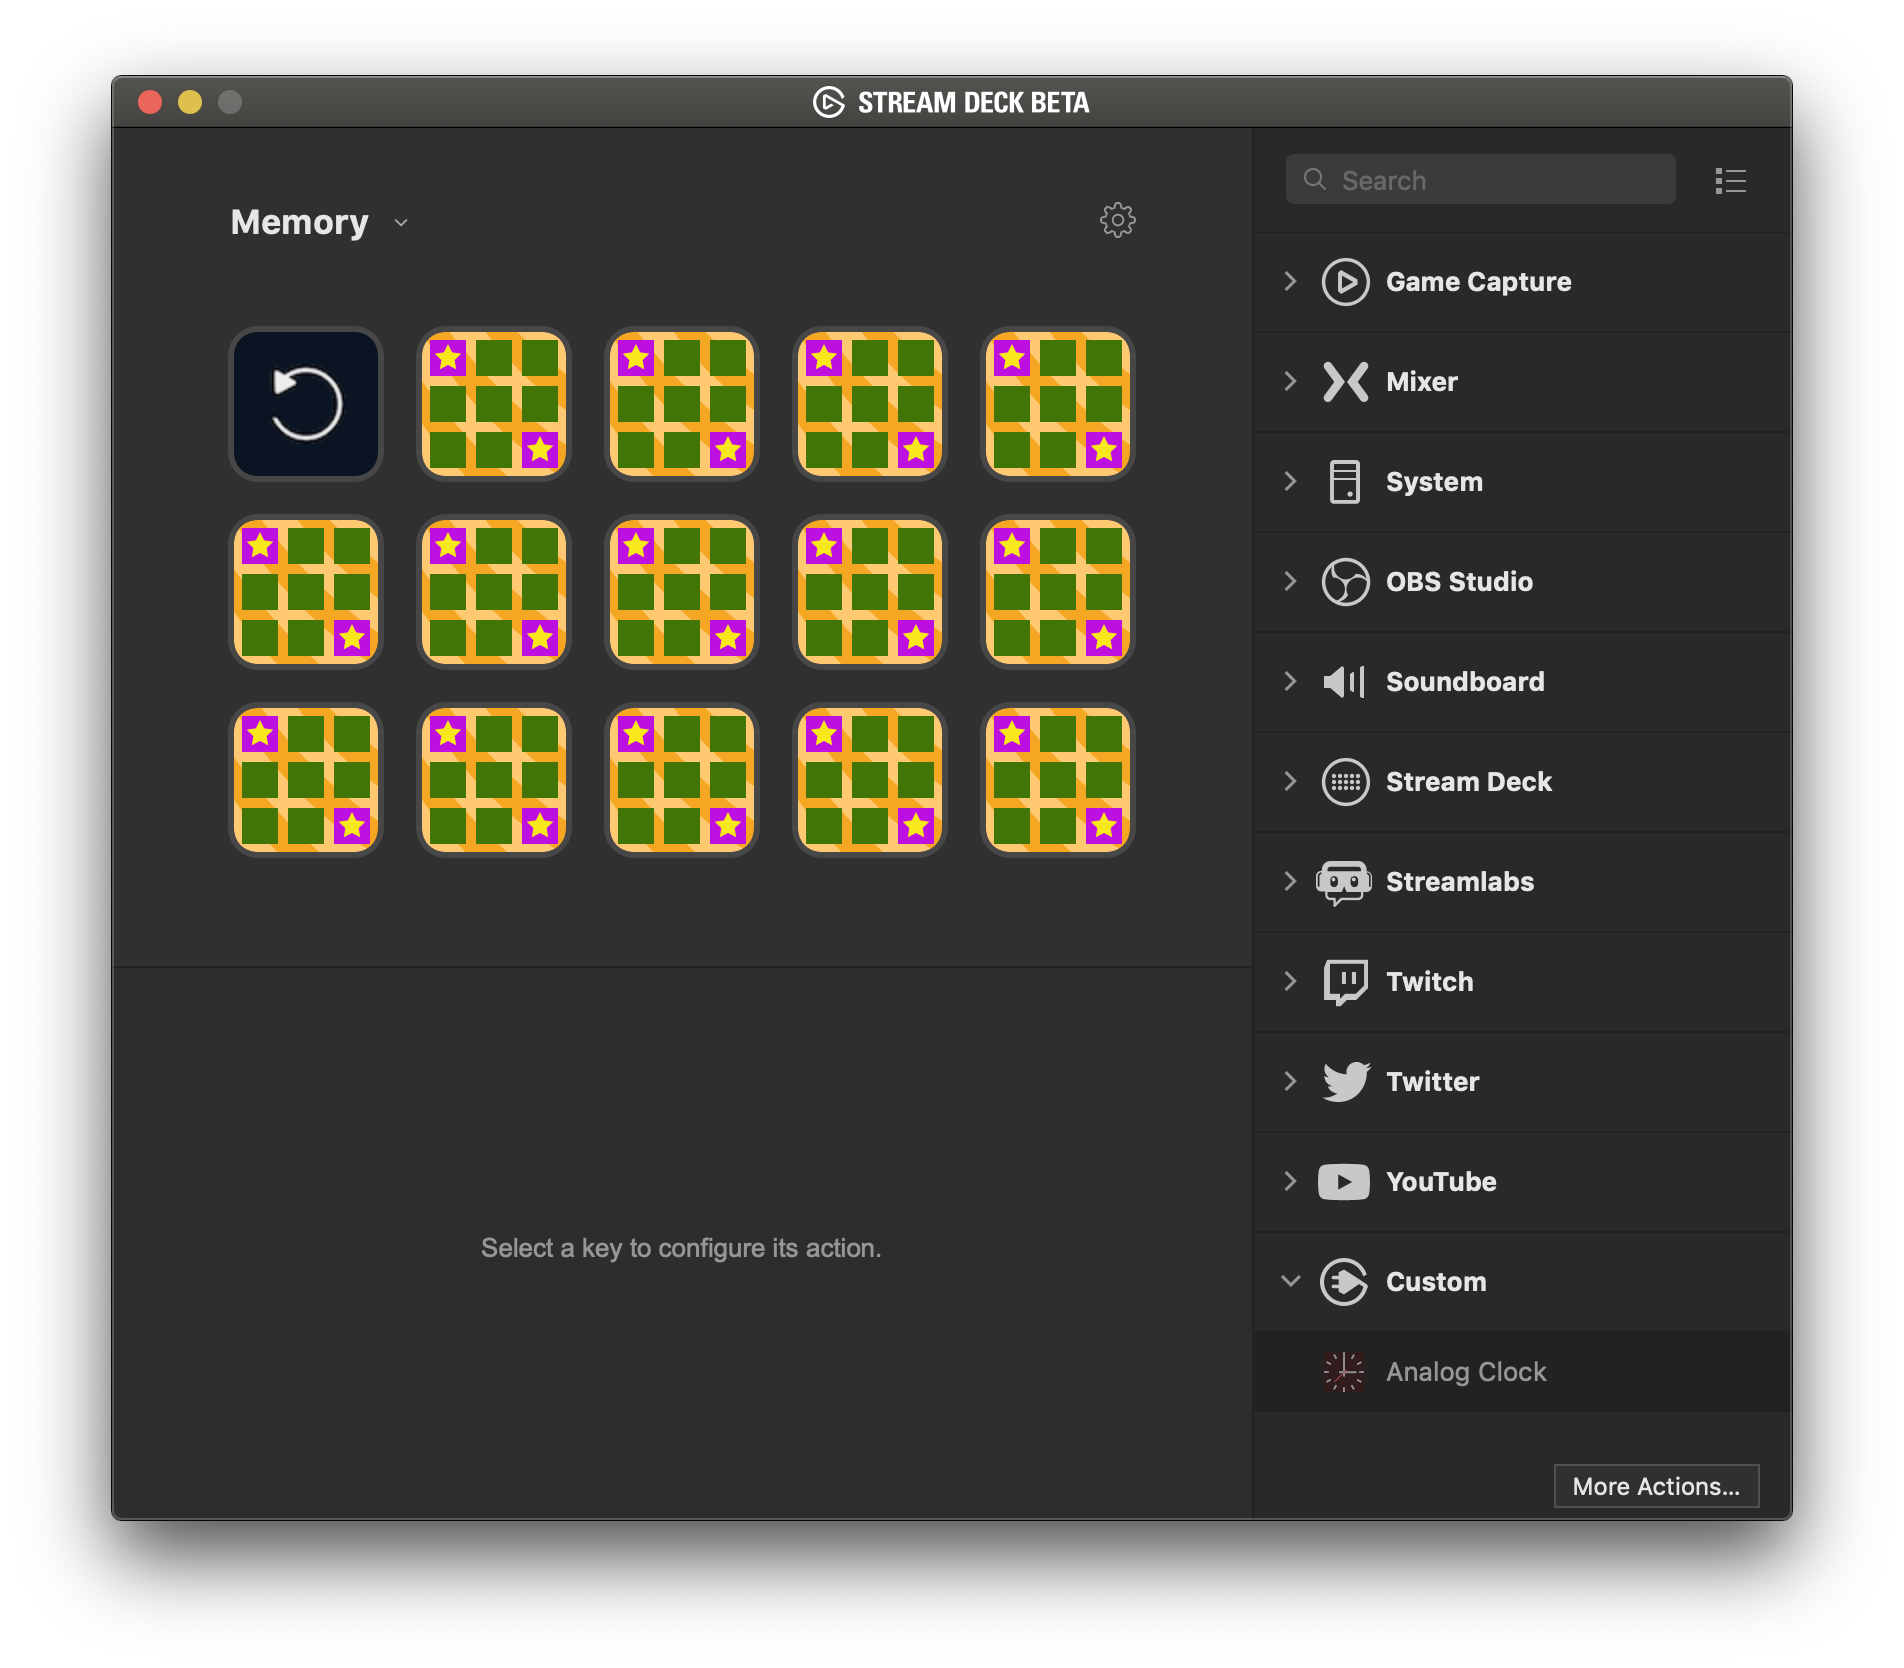 STREAM DECK BETA
Memory
Search
Game Capture
Mixer
System
OBS Studio
Soundboard
Stream Deck
Streamlabs
Twitch
Twitter
YouTube
Custom
Analog Clock
More Actions...
Select a key to configure its action.